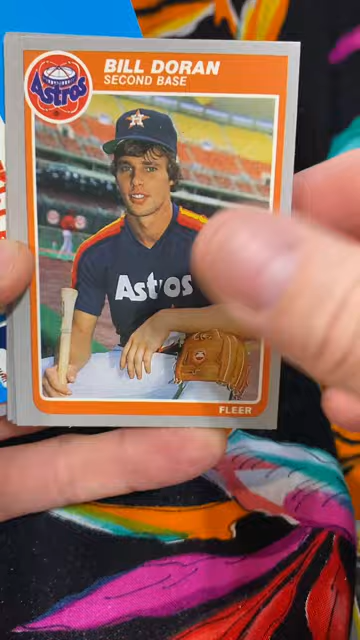 Astros
BILL DORAN
SECOND BASE
Astros
FLEER